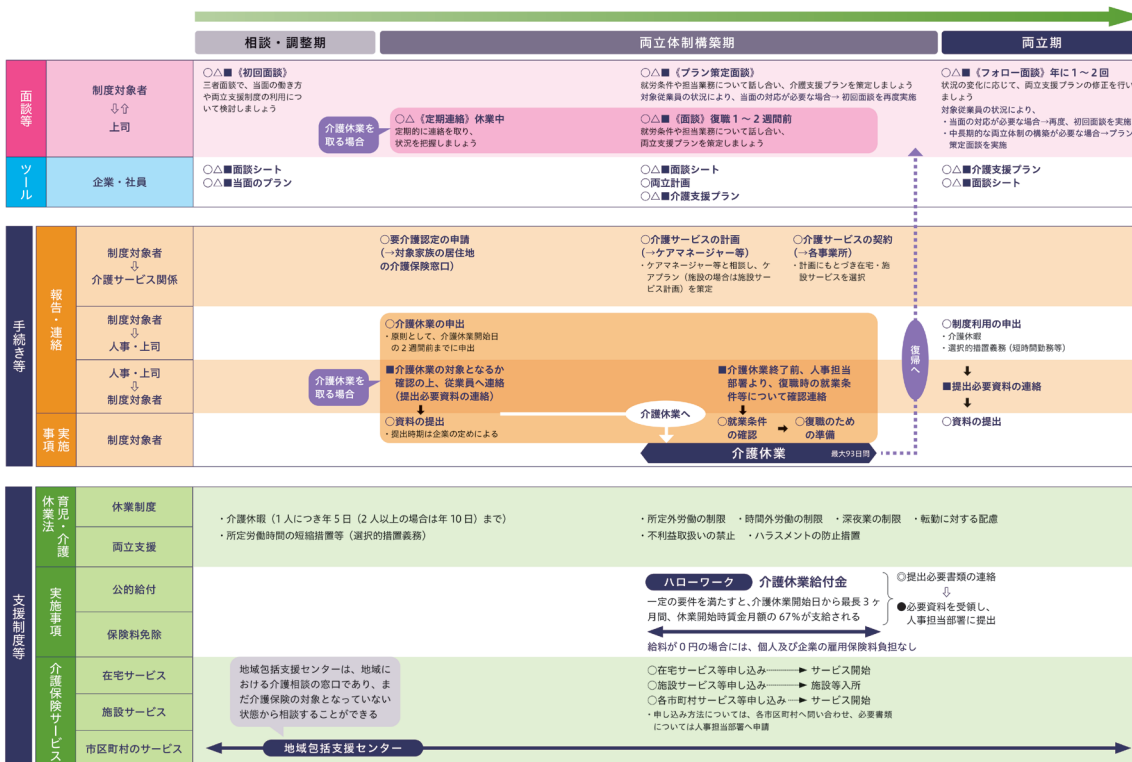 相談・調整期
両立体制構築期
両立期
面談等
制度対象者
⇩⇧
上司
○△■《初回面談》
三者面談で、当面の働き方
や両立支援制度の利用につ
いて検討しましょう
介護休業を
取る場合
○△《定期連絡》休業中
定期的に連絡を取り、
状況を把握しましょう
○△■《プラン策定面談》
就労条件や担当業務について話し合い、介護支援プランを策定しましょう
対象従業員の状況により、当面の対応が必要な場合→ 初回面談を再度実施
○△■《面談》復職1～2週間前
就労条件や担当業務について話し合い、
両立支援プランを策定しましょう
○△■《フォロー面談》年に1～2回
状況の変化に応じて、両立支援プランの修正を行い
ましょう
対象従業員の状況により、
・当面の対応が必要な場合→再度、初回面談を実施
・中長期的な両立体制の構築が必要な場合→プラン
策定面談を実施
ツール
企業・社員
○△■面談シート
○△■当面のプラン
○△■面談シート
○両立計画
○△■介護支援プラン
○△■介護支援プラン
○△■面談シート
手続き等
報告・連絡
制度対象者
⇩
介護サービス関係
○要介護認定の申請
(→対象家族の居住地
の介護保険窓口)
○介護サービスの計画
(→ケアマネージャー等)
・ケアマネージャー等と相談し、ケ
アプラン(施設の場合は施設サー
ビス計画)を策定
○介護サービスの契約
(→各事業所)
・計画にもとづき在宅・施
設サービスを選択
制度対象者
⇩
人事・上司
○介護休業の申出
・原則として、介護休業開始日
の2週間前までに申出
復帰へ
○制度利用の申出
・介護休暇
・選択的措置義務(短時間勤務等)
人事・上司
⇩
制度対象者
介護休業を
取る場合
■介護休業の対象となるか
確認の上、従業員へ連絡
(提出必要資料の連絡)
■介護休業終了前、人事担当
部署より、復職時の就業条
件等について確認連絡
■提出必要資料の連絡
実施事項
制度対象者
○資料の提出
・提出時期は企業の定めによる
介護休業へ
○就業条件
の確認
○復職のため
の準備
○資料の提出
介護休業 最大93日間
支援制度等
育児・介護休業法
休業制度
両立支援
・介護休暇(1人につき年5日(2人以上の場合は年10日)まで)
・所定労働時間の短縮措置等(選択的措置義務)
・所定外労働の制限 ・時間外労働の制限 ・深夜業の制限 ・転勤に対する配慮
・不利益取扱いの禁止 ・ハラスメントの防止措置
実施事項
公的給付
保険料免除
ハローワーク 介護休業給付金
一定の要件を満たすと、介護休業開始日から最長3ヶ
月間、休業開始時賃金月額の67%が支給される
◎提出必要書類の連絡
⇩
●必要資料を受領し、
人事担当部署に提出
給料が0円の場合には、個人及び企業の雇用保険料負担なし
介護保険サービス
在宅サービス
施設サービス
市区町村のサービス
地域包括支援センターは、地域に
おける介護相談の窓口であり、ま
だ介護保険の対象となっていない
状態から相談することができる
○在宅サービス等申し込み サービス開始
○施設サービス等申し込み 施設等入所
○各市町村サービス等申し込み サービス開始
・申し込み方法については、各市区町村へ問い合わせ、必要書類
については人事担当部署へ申請
地域包括支援センター